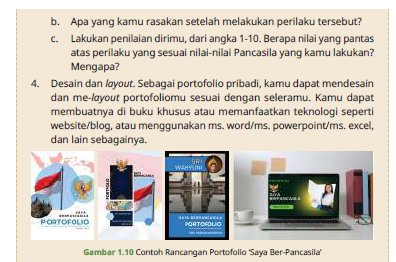 b. Apa yang kamu rasakan setelah melakukan perilaku tersebut?
c. Lakukan penilaian dirimu, dari angka 1-10. Berapa nilai yang pantas
atas perilaku yang sesuai nilai-nilai Pancasila yang kamu lakukan?
Mengapa?
4. Desain dan layout. Sebagai portofolio pribadi, kamu dapat mendesain
dan me-layout portofoliomu sesuai dengan seleramu. Kamu dapat
membuatnya di buku khusus atau memanfaatkan teknologi seperti
website/blog, atau menggunakan ms. word/ms. powerpoint/ms. excel,
dan lain sebagainya.
SAYA
BERPANCASILA
PORTOFOLIO
PORTOFOLIO
SAYA
BERPANCASILA
SRI
WAHYUNI
SAYA BERPANCASILA
PORTOFOLIO
SAYA
BERPANCASILA
Gambar 1.10 Contoh Rancangan Portofolio 'Saya Ber-Pancasila'